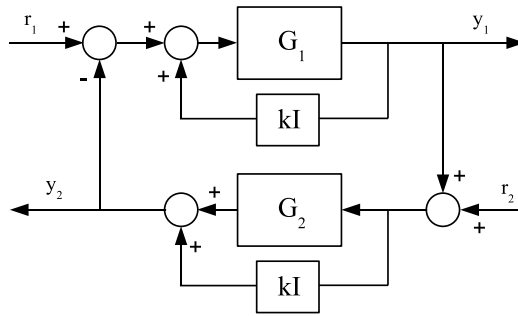 r₁ + + G₁ y₁
- +
kI
+
y₂ + G₂ r₂
+ +
kI